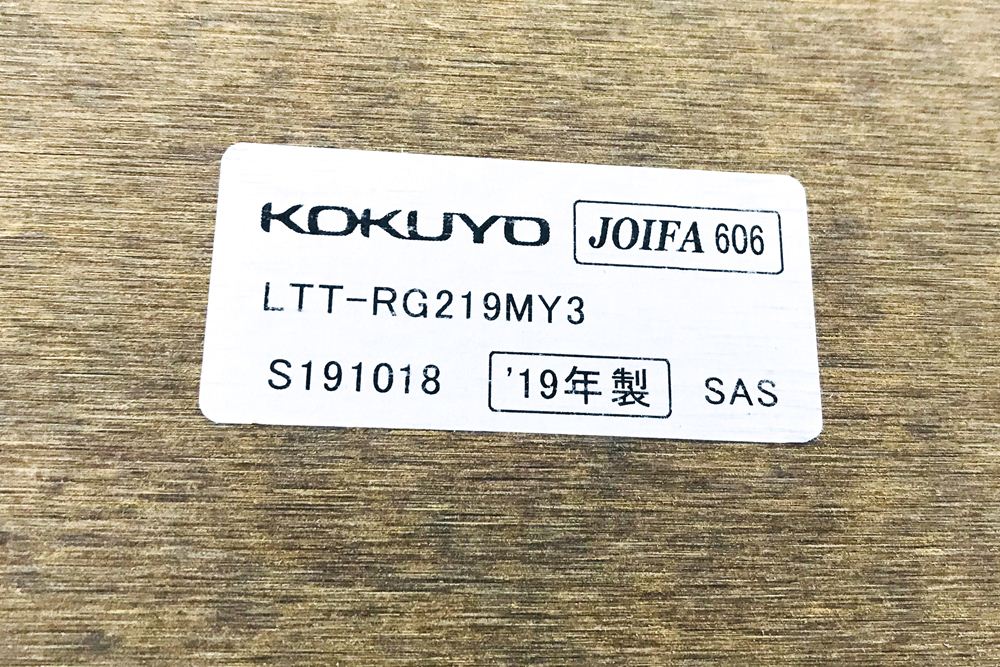 KOKUYO JOIFA 606
LTT-RG219MY3
S191018 '19年製 SAS